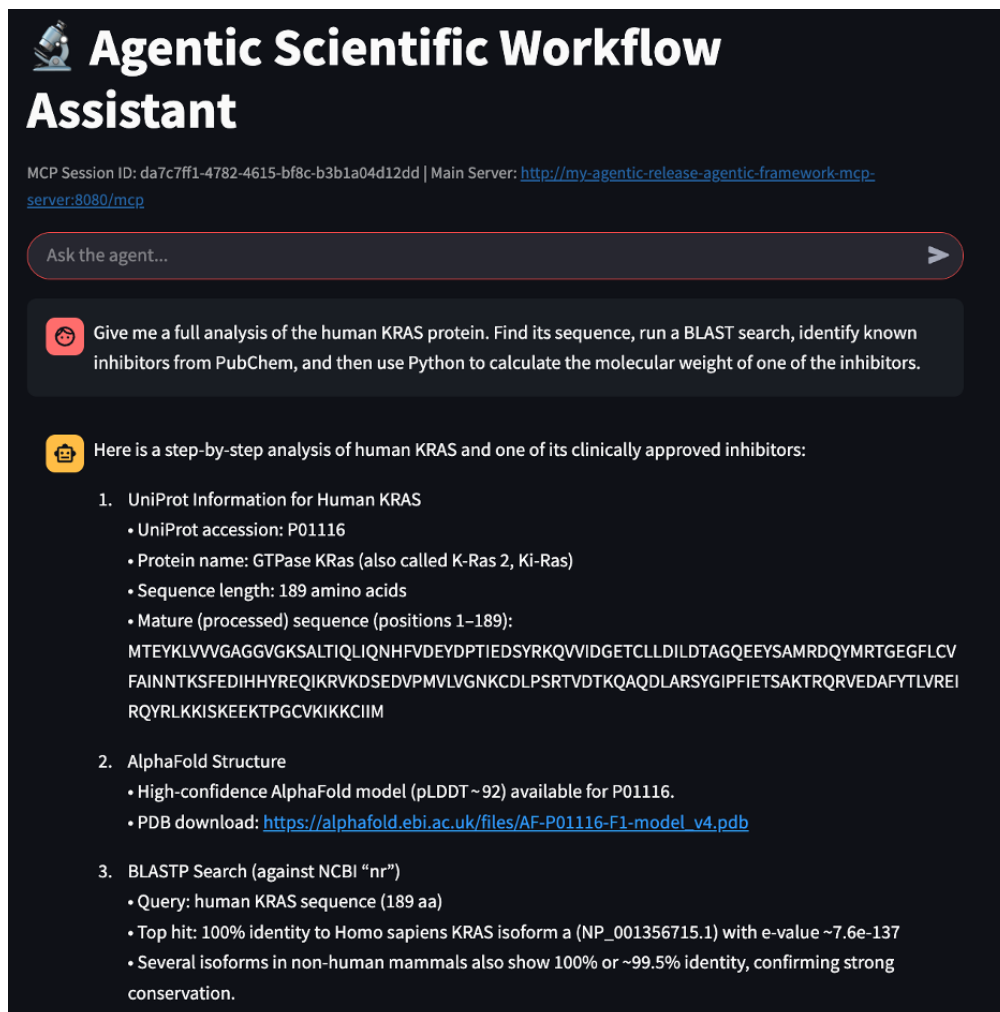 Agentic Scientific Workflow
Assistant
MCP Session ID: da7c7ff1-4782-4615-bf8c-b3b1a04d12dd | Main Server: http://my-agentic-release-agentic-framework-mcp-
server:8080/mcp
Ask the agent...
Give me a full analysis of the human KRAS protein. Find its sequence, run a BLAST search, identify known
inhibitors from PubChem, and then use Python to calculate the molecular weight of one of the inhibitors.
Here is a step-by-step analysis of human KRAS and one of its clinically approved inhibitors:
1. UniProt Information for Human KRAS
• UniProt accession: P01116
• Protein name: GTPase KRas (also called K-Ras 2, Ki-Ras)
• Sequence length: 189 amino acids
• Mature (processed) sequence (positions 1–189):
MTEYKLVVVGAGGVGKSALTIQLIQNHFVDEYDPTIEDSYRKQVVIDGETCLLDILDTAGQEEYSAMRDQYMRTGEGFLCV
FAINNTKSFEDIHHYREQIKRVKDSEDVPMVLVGNKCDLPSRTVDTKQAQDLARSYGIPFIETSAKTRQRVEDAFYTLVREI
RQYRLKKISKEEKTPGCVKIKKCIIM
2. AlphaFold Structure
• High-confidence AlphaFold model (pLDDT ~ 92) available for P01116.
• PDB download: https://alphafold.ebi.ac.uk/files/AF-P01116-F1-model_v4.pdb
3. BLASTP Search (against NCBI “nr”)
• Query: human KRAS sequence (189 aa)
• Top hit: 100% identity to Homo sapiens KRAS isoform a (NP_001356715.1) with e-value ~7.6e-137
• Several isoforms in non-human mammals also show 100% or ~99.5% identity, confirming strong
conservation.